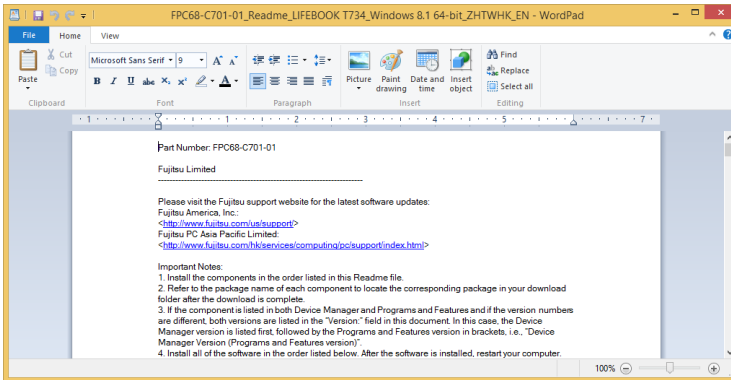 FPC68-C701-01_Readme_LIFEBOOK T734_Windows 8.1 64-bit_ZHTWHK_EN - WordPad
File Home View
Paste
Cut
Copy
Clipboard
Microsoft Sans Serif 9 A A
B I U abc X₂ X² A
Font
Paragraph
Picture
Paint drawing
Date and time
Insert object
Insert
Find
Replace
Select all
Editing
1 1 2 3 4 5 7
Part Number: FPC68-C701-01
Fujitsu Limited
----------------------------------------------------------------------
Please visit the Fujitsu support website for the latest software updates:
Fujitsu America, Inc.:
<http://www.fujitsu.com/us/support/>
Fujitsu PC Asia Pacific Limited:
<http://www.fujitsu.com/hk/services/computing/pc/support/index.html>
Important Notes:
1. Install the components in the order listed in this Readme file.
2. Refer to the package name of each component to locate the corresponding package in your download
folder after the download is complete.
3. If the component is listed in both Device Manager and Programs and Features and if the version numbers
are different, both versions are listed in the "Version:" field in this document. In this case, the Device
Manager version is listed first, followed by the Programs and Features version in brackets, i.e., "Device
Manager Version (Programs and Features version)".
4. Install all of the software in the order listed below. After the software is installed, restart your computer.
100%